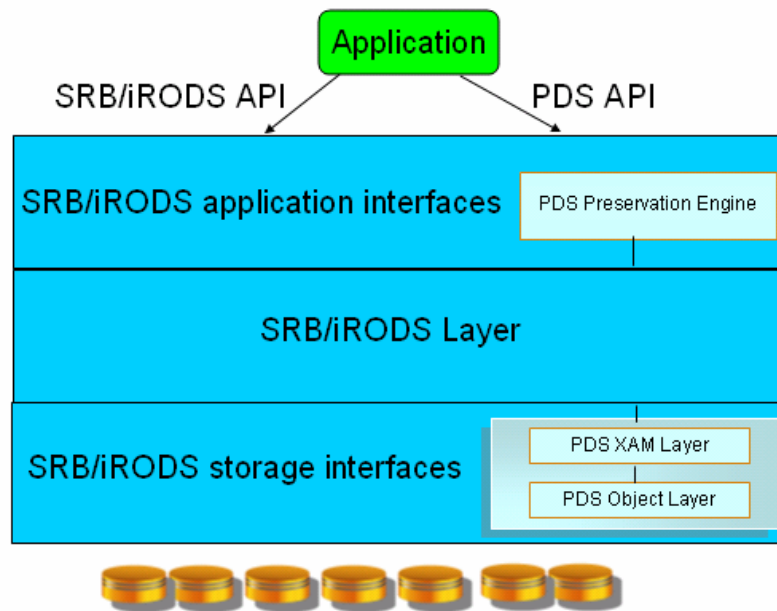 Application
SRB/iRODS API
PDS API
SRB/iRODS application interfaces
PDS Preservation Engine
SRB/iRODS Layer
SRB/iRODS storage interfaces
PDS XAM Layer
PDS Object Layer